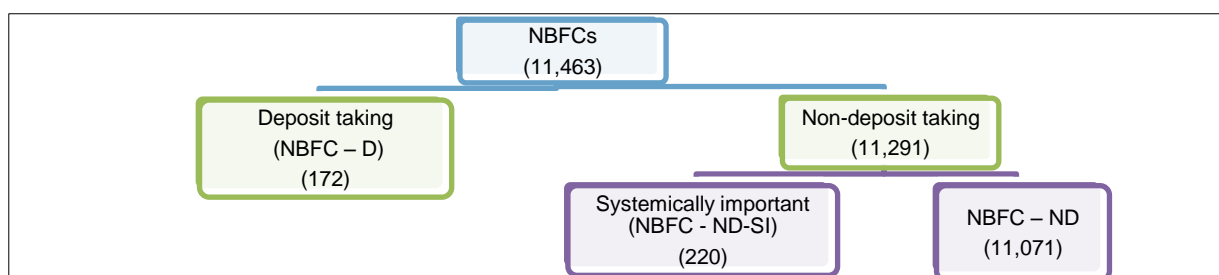 NBFCs
(11,463)
Deposit taking
(NBFC – D)
(172)
Non-deposit taking
(11,291)
Systemically important
(NBFC - ND-SI)
(220)
NBFC – ND
(11,071)